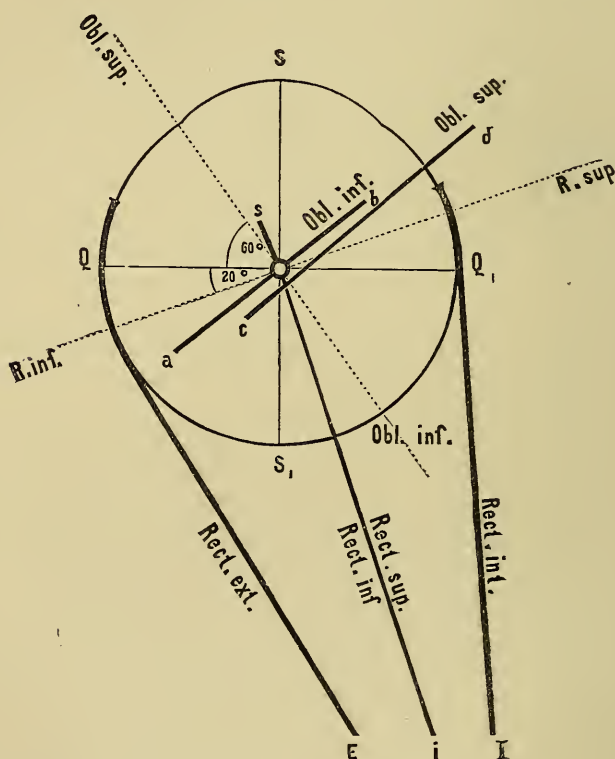 Obl. sup.
S
Obl. sup.
d
R. sup
Obl. inf.
b
s
60°
Q
20°
Q₁
c
a
R. inf.
Obl. inf.
S₁
Rect. ext.
Rect. sup.
Rect. inf
Rect. int.
E
i
I